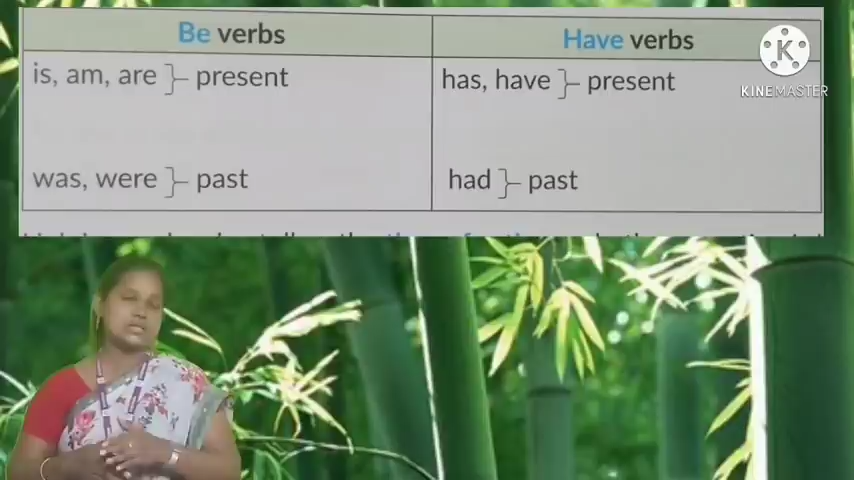 Be verbs
Have verbs
is, am, are }- present
has, have }- present
was, were }- past
had }- past
K
KINEMASTER